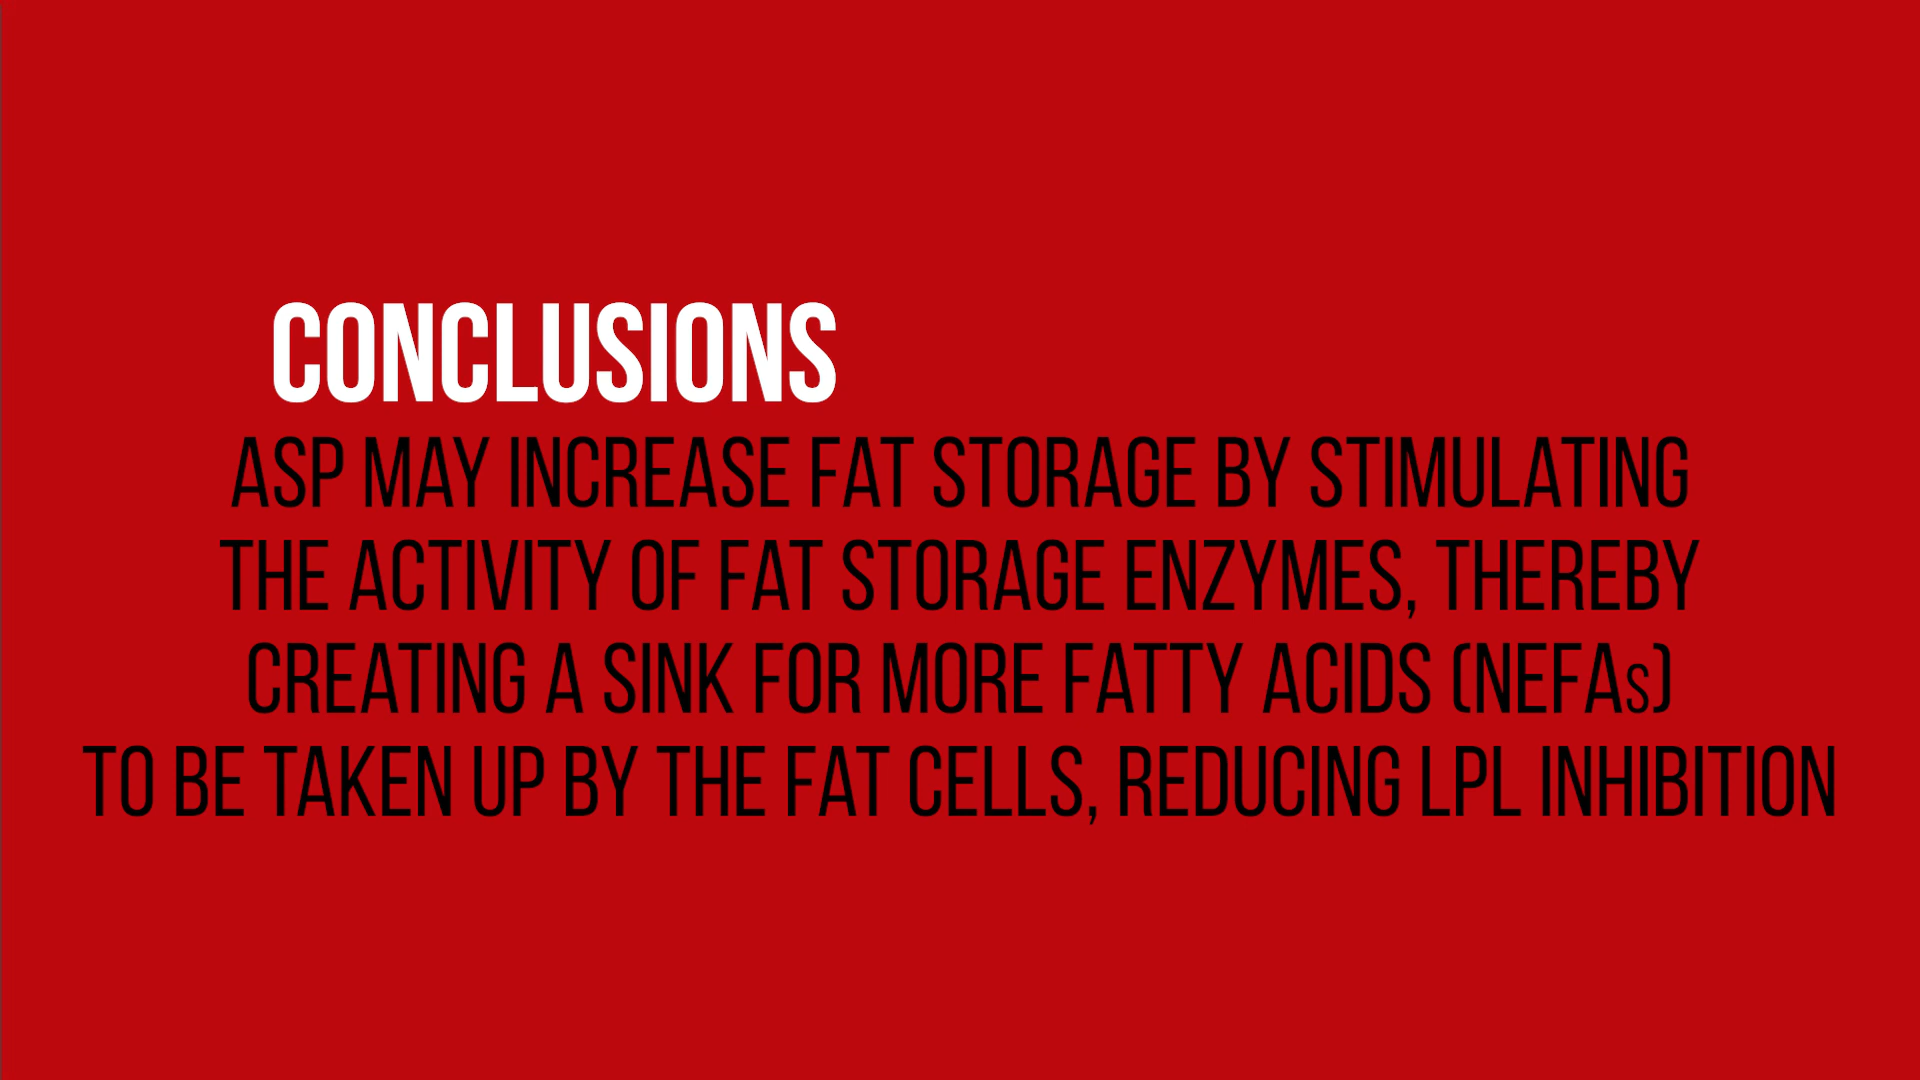 CONCLUSIONS
ASP MAY INCREASE FAT STORAGE BY STIMULATING
THE ACTIVITY OF FAT STORAGE ENZYMES, THEREBY
CREATING A SINK FOR MORE FATTY ACIDS (NEFAs)
TO BE TAKEN UP BY THE FAT CELLS, REDUCING LPL INHIBITION